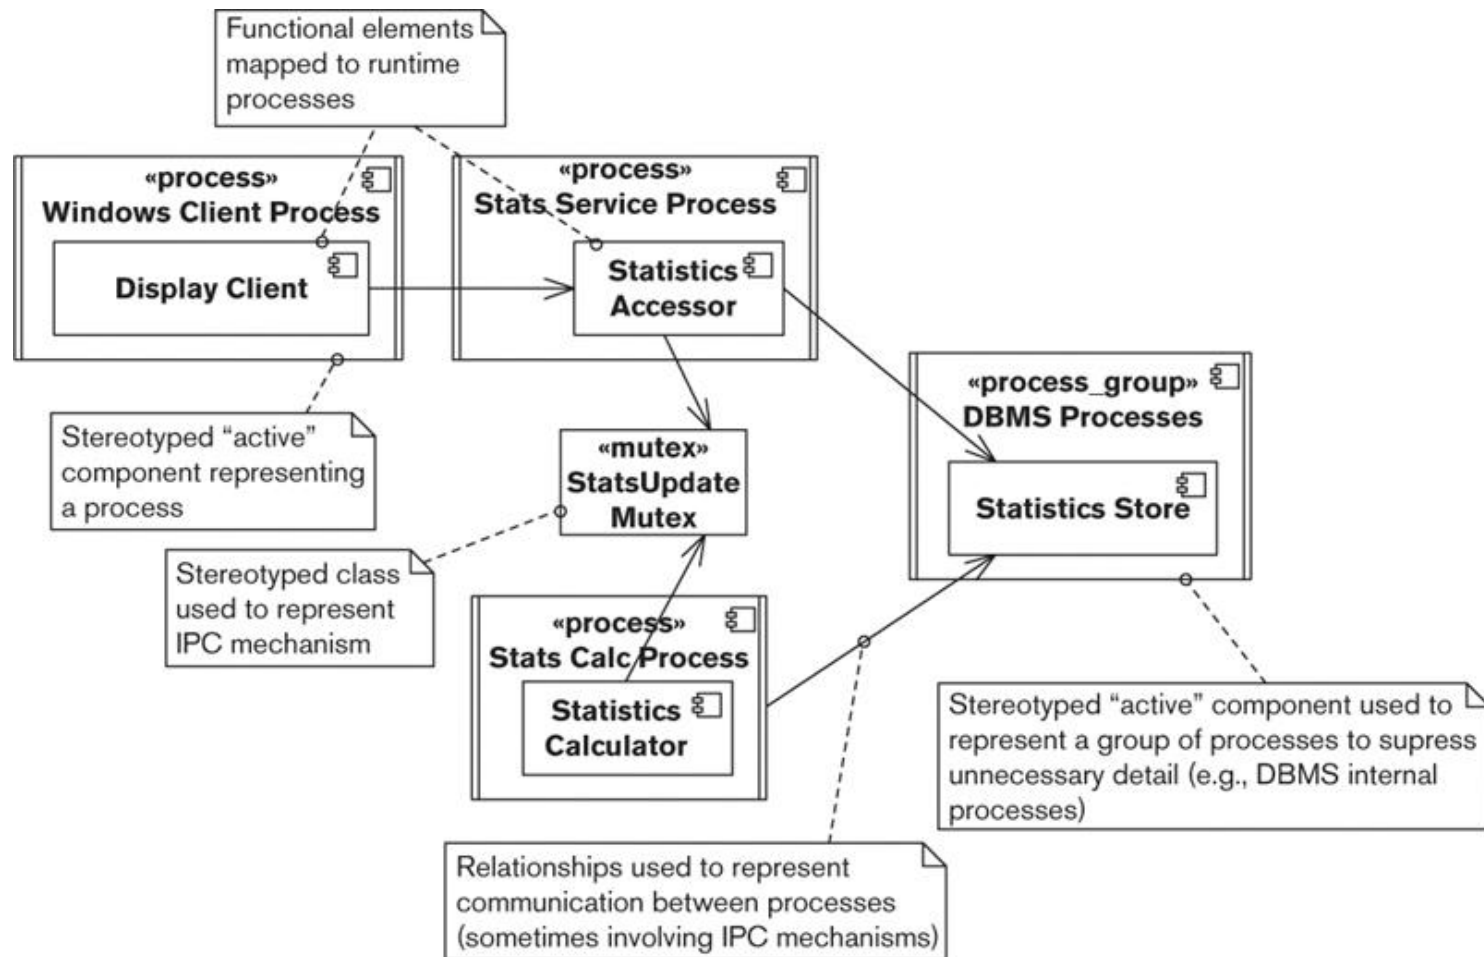 Functional elements
mapped to runtime
processes
«process»
Windows Client Process
Display Client
«process»
Stats Service Process
Statistics
Accessor
«process_group»
DBMS Processes
Statistics Store
Stereotyped “active”
component representing
a process
«mutex»
StatsUpdate
Mutex
Stereotyped class
used to represent
IPC mechanism
«process»
Stats Calc Process
Statistics
Calculator
Stereotyped “active” component used to
represent a group of processes to supress
unnecessary detail (e.g., DBMS internal
processes)
Relationships used to represent
communication between processes
(sometimes involving IPC mechanisms)